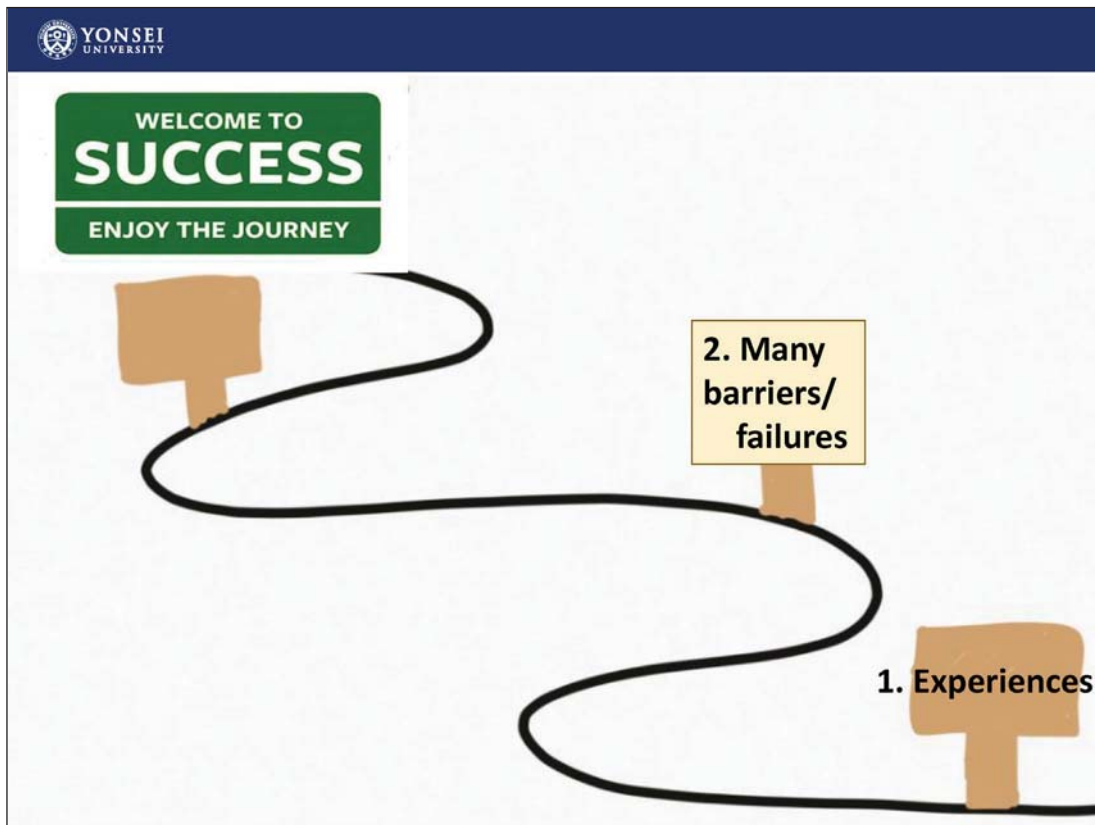 YONSEI
UNIVERSITY
WELCOME TO
SUCCESS
ENJOY THE JOURNEY
2. Many
barriers/
failures
1. Experiences